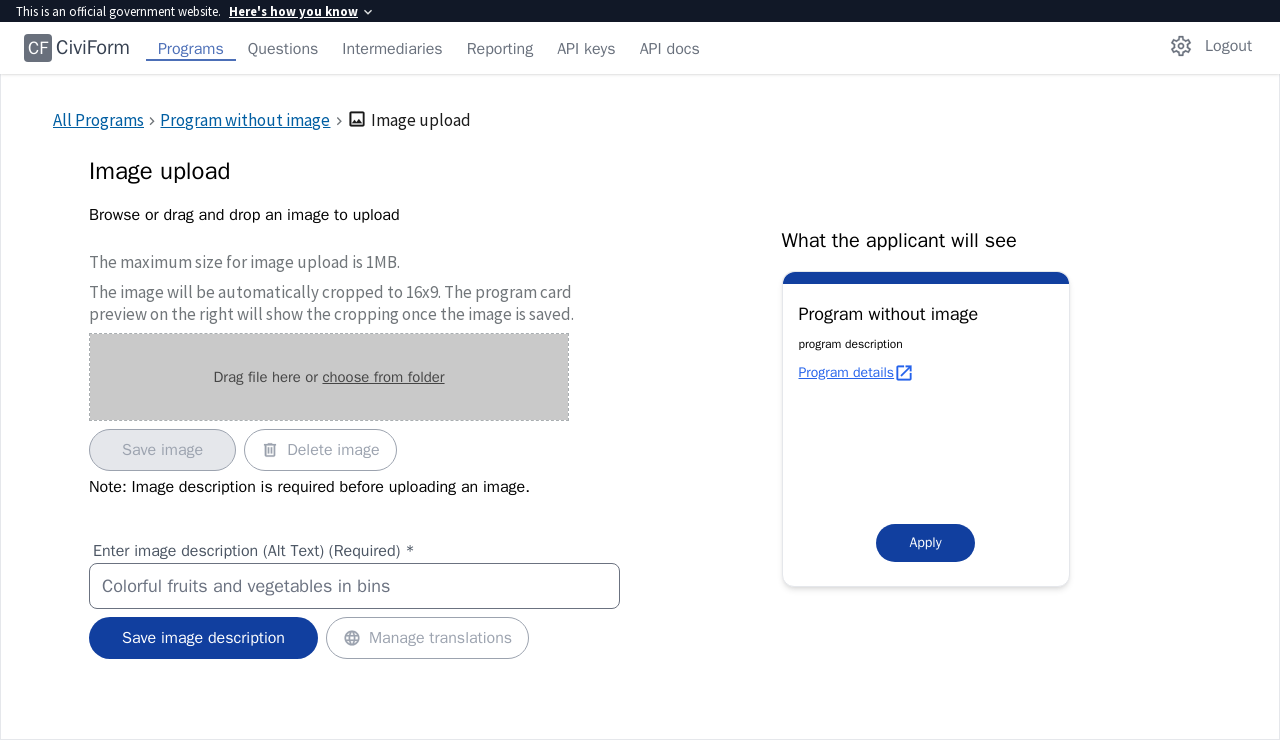 This is an official government website. Here's how you know
CF CiviForm Programs Questions Intermediaries Reporting API keys API docs Logout
All Programs > Program without image > Image upload
Image upload
Browse or drag and drop an image to upload
The maximum size for image upload is 1MB.
The image will be automatically cropped to 16x9. The program card
preview on the right will show the cropping once the image is saved.
Drag file here or choose from folder
Save image Delete image
Note: Image description is required before uploading an image.
Enter image description (Alt Text) (Required) *
Colorful fruits and vegetables in bins
Save image description Manage translations
What the applicant will see
Program without image
program description
Program details
Apply